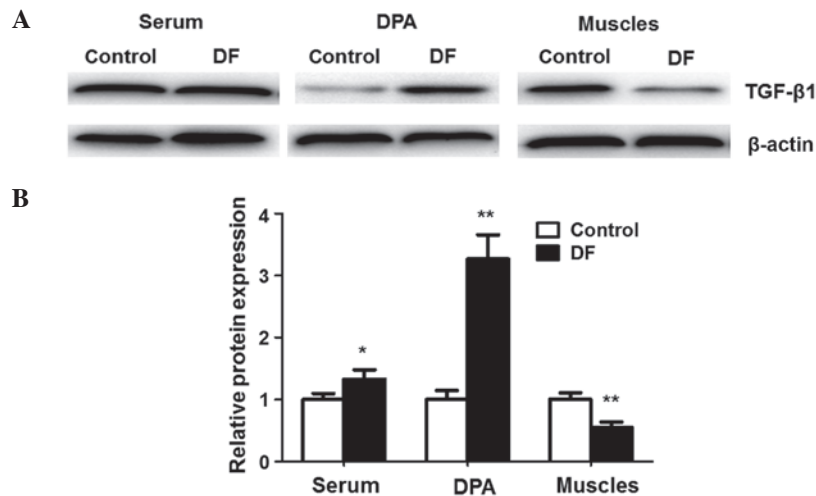 A
Serum DPA Muscles
Control DF Control DF Control DF
TGF-β1
β-actin
B
Relative protein expression
4
3
2
1
0
* ** **
Control
DF
Serum DPA Muscles